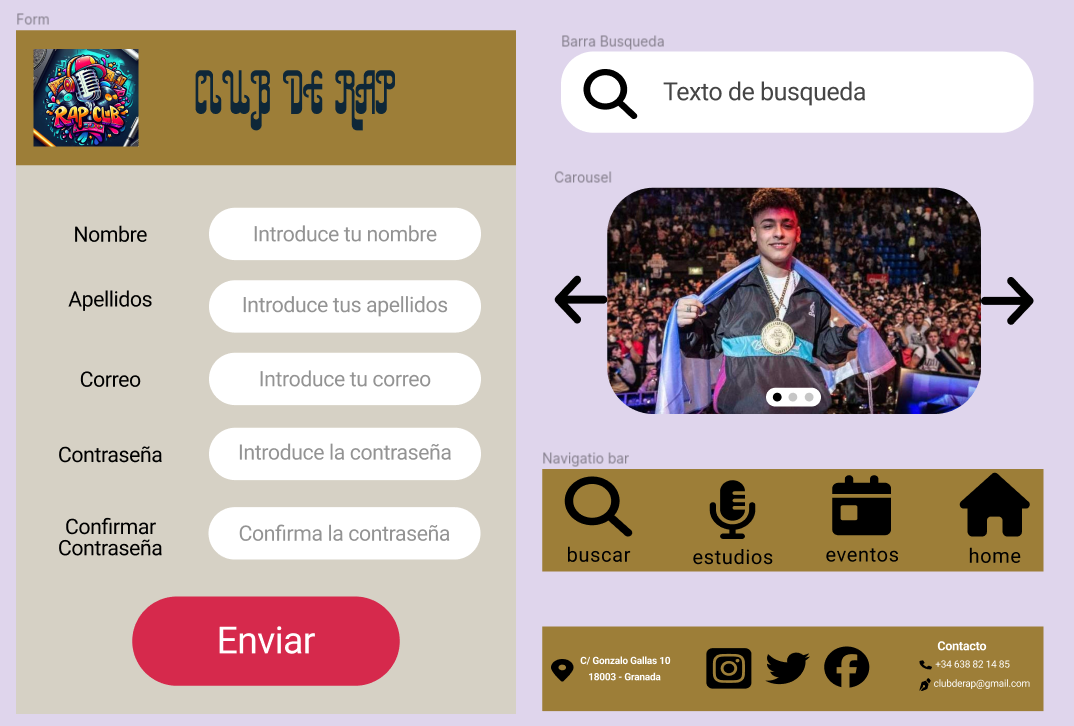 Form
RAP CLUB
CLUB DE RAP
Nombre
Introduce tu nombre
Apellidos
Introduce tus apellidos
Correo
Introduce tu correo
Contraseña
Introduce la contraseña
Confirmar
Contraseña
Confirma la contraseña
Enviar
Barra Busqueda
Texto de busqueda
Carousel
Navigatio bar
buscar
estudios
eventos
home
C/ Gonzalo Gallas 10
18003 - Granada
Contacto
+34 638 82 14 85
clubderap@gmail.com